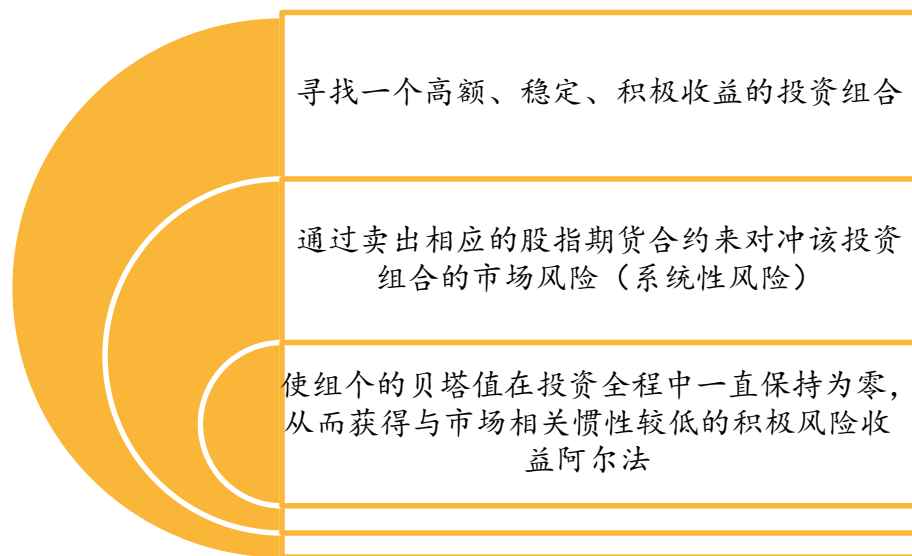 寻找一个高额、稳定、积极收益的投资组合
通过卖出相应的股指期货合约来对冲该投资
组合的市场风险（系统性风险）
使组个的贝塔值在投资全程中一直保持为零，
从而获得与市场相关惯性较低的积极风险收
益阿尔法